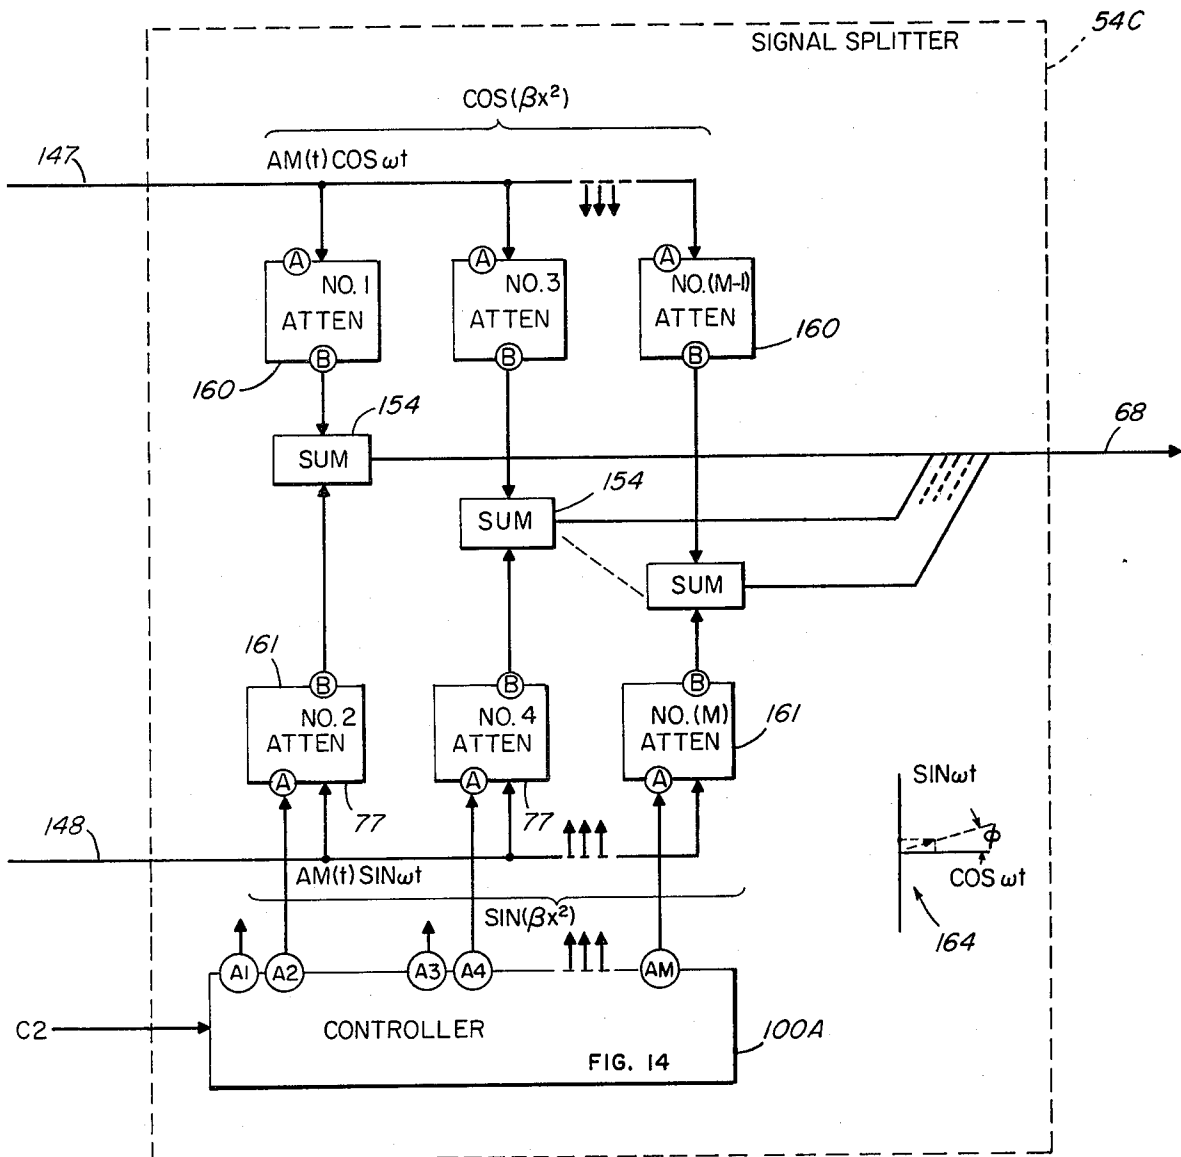 54C
SIGNAL SPLITTER
COS(βx²)
147
AM(t) COS ωt
A
A
A
NO. 1
ATTEN
NO. 3
ATTEN
NO. (M-1)
ATTEN
B
B
B
160
160
154
SUM
68
154
SUM
SUM
161
B
B
B
NO. 2
ATTEN
NO. 4
ATTEN
NO. (M)
ATTEN
161
A
A
A
77
77
SIN ωt
ϕ
COS ωt
164
148
AM(t) SIN ωt
SIN(βx²)
A1
A2
A3
A4
AM
C2
CONTROLLER
100A
FIG. 14